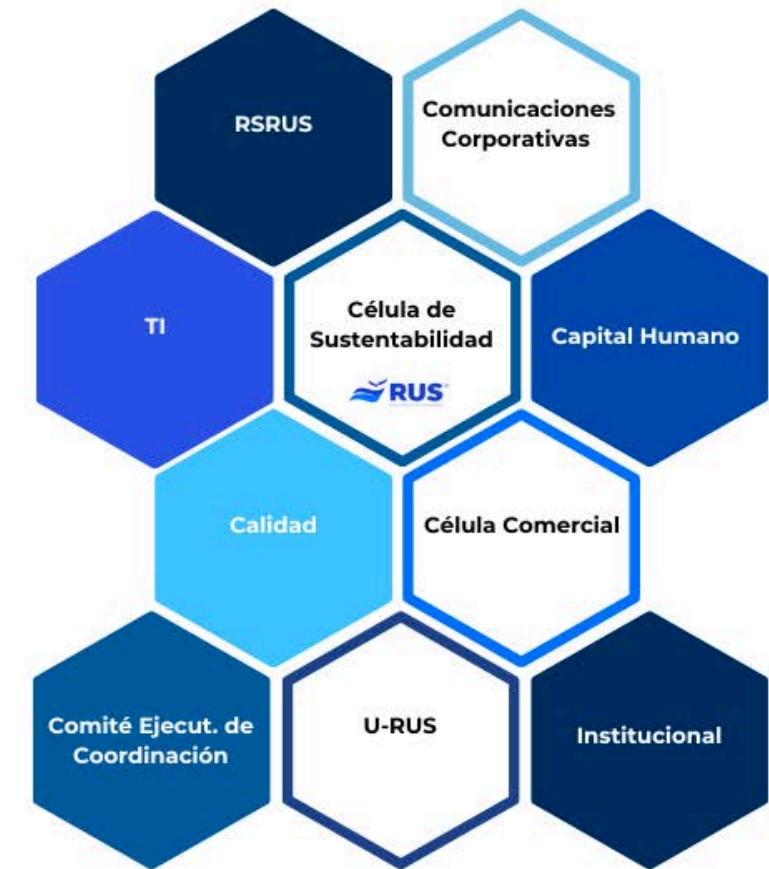 RSRUS
Comunicaciones
Corporativas
TI
Célula de
Sustentabilidad
RUS
Capital Humano
Calidad
Célula Comercial
Comité Ejecut. de
Coordinación
U-RUS
Institucional